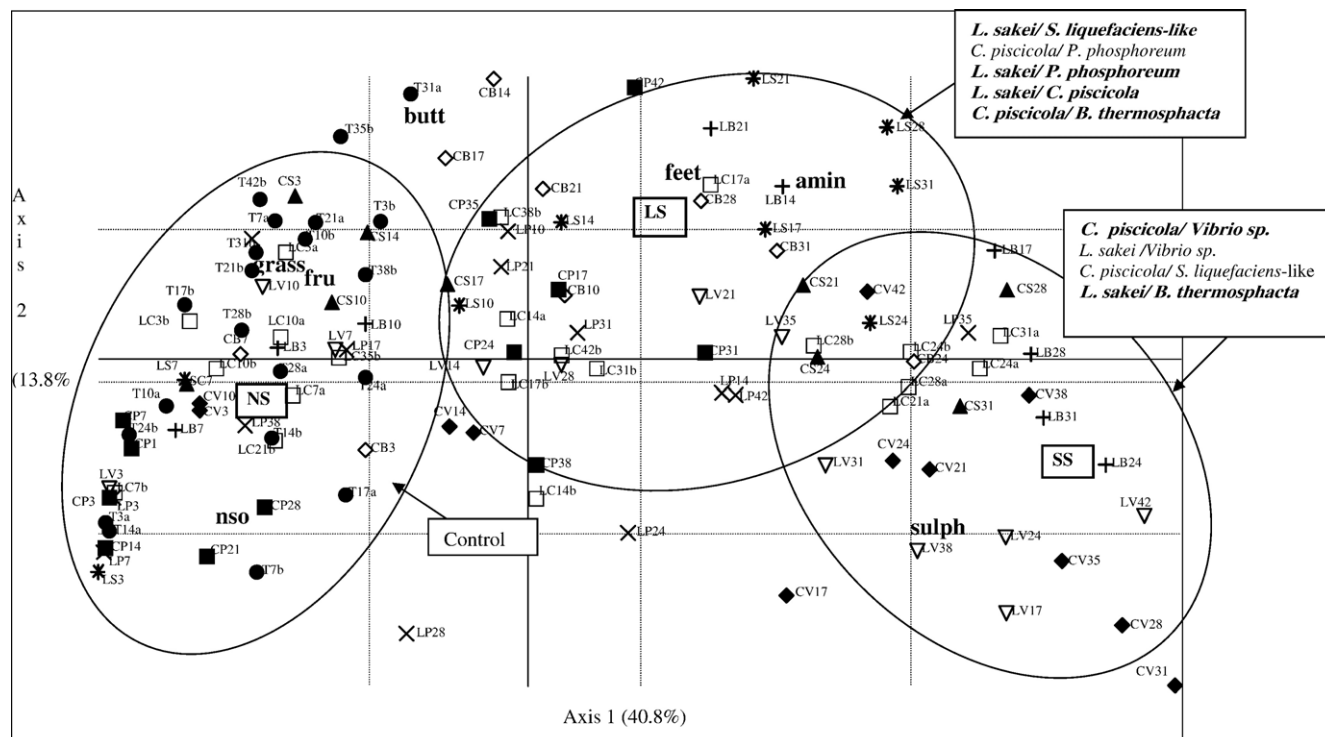 L. sakei/ S. liquefaciens-like
C. piscicola/ P. phosphoreum
L. sakei/ P. phosphoreum
L. sakei/ C. piscicola
C. piscicola/ B. thermosphacta
C. piscicola/ Vibrio sp.
L. sakei /Vibrio sp.
C. piscicola/ S. liquefaciens-like
L. sakei/ B. thermosphacta
T31a
CB14
CP42
LS21
butt
T35b
LB21
LS28
CB17
feet
LC17a
amin
T42b
CS3
CB21
CB28
LB14
LS31
T7a
T21a
T3b
CP35
LC38b
LS14
LS
T10b
CS14
LP10
LS17
T31
LC3a
CB31
LB17
T21b
grass
fru
T38b
LP21
LV10
CS17
CP17
CS21
CV42
CS28
T17b
CS10
LS10
CB10
LV21
LC3b
T28b
LC10a
LB10
LC14a
LP31
LV35
LS24
LP35
LC31a
CB7
LB3
LV7
LP17
C35b
CP24
LC42b
CP31
LC28b
LC24b
LB28
LS7
LC10b
T28a
LV14
LV28
LC31b
CS24
CB24
LC24a
SC7
T24a
LC17b
LC28a
T10a
CV10
CV3
NS
LC7a
LP14
LP42
LC21a
CS31
CV38
CP7
T24b
CP1
LB7
LP38
LC21b
T14b
CV14
CV7
LB31
CB3
CV24
CV21
SS
LB24
LV3
LC7b
CP3
LP3
T17a
CP38
LV31
LC14b
T3a
T14a
nso
CP28
Control
LP24
sulph
LV42
CP14
LP7
CP21
LV38
LV24
LS3
T7b
CV17
CV35
LV17
LP28
CV28
CV31
A
x
i
s
2
(13.8%
Axis 1 (40.8%)